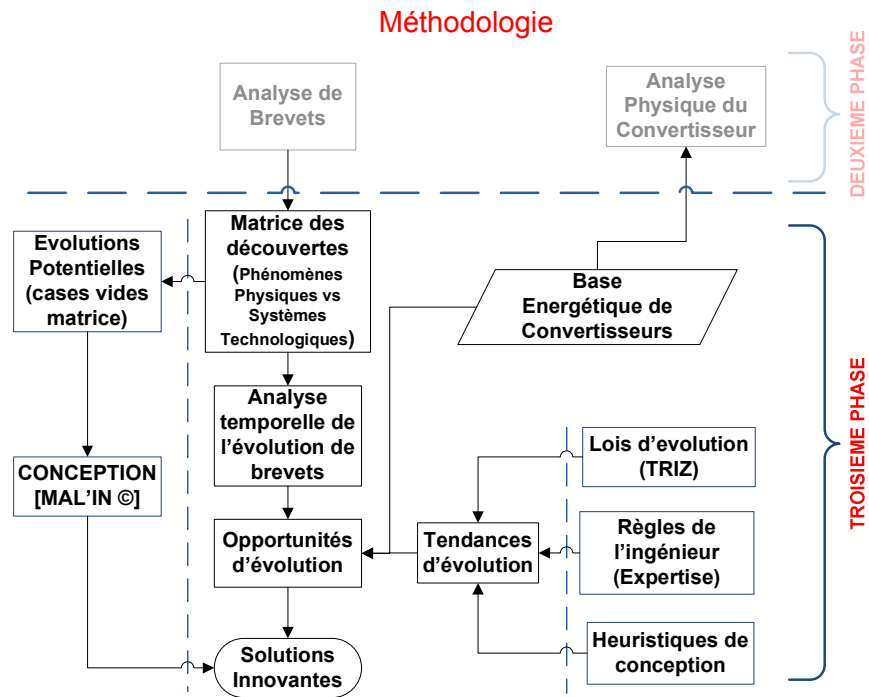 Méthodologie
Analyse de
Brevets
Analyse
Physique du
Convertisseur
DEUXIEME PHASE
Evolutions
Potentielles
(cases vides
matrice)
Matrice des
découvertes
(Phénomènes
Physiques vs
Systèmes
Technologiques)
Base
Energétique de
Convertisseurs
Analyse
temporelle de
l'évolution de
brevets
CONCEPTION
[MAL'IN ©]
Opportunités
d'évolution
Tendances
d'évolution
Lois d'evolution
(TRIZ)
Règles de
l'ingénieur
(Expertise)
Heuristiques de
conception
Solutions
Innovantes
TROISIEME PHASE